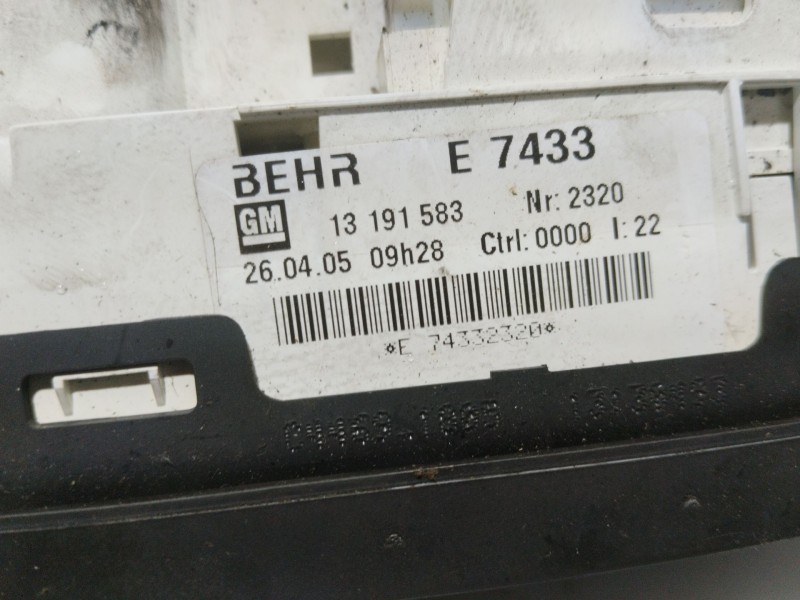 BEHR E 7433
GM 13 191 583 Nr: 2320
26.04.05 09h28 Ctrl: 0000 I: 22
*E 74332320*